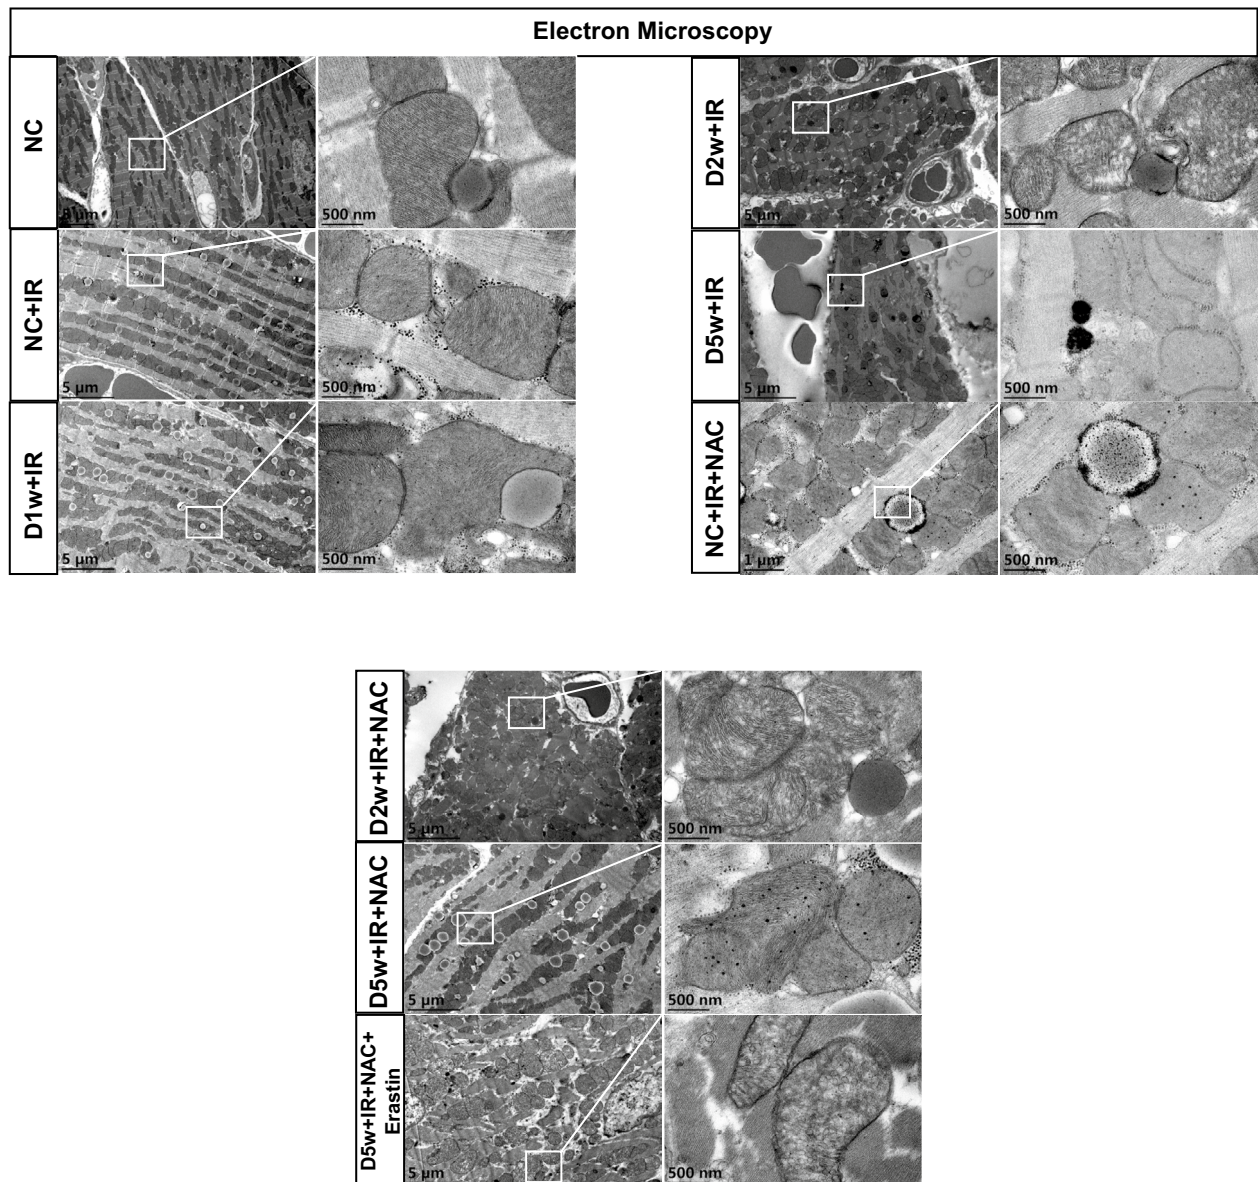 Electron Microscopy
NC
5 µm
500 nm
NC+IR
5 µm
500 nm
D1w+IR
5 µm
500 nm
D2w+IR
5 µm
500 nm
D5w+IR
5 µm
500 nm
NC+IR+NAC
1 µm
500 nm
D2w+IR+NAC
5 µm
500 nm
D5w+IR+NAC
5 µm
500 nm
D5w+IR+NAC+
Erastin
5 µm
500 nm